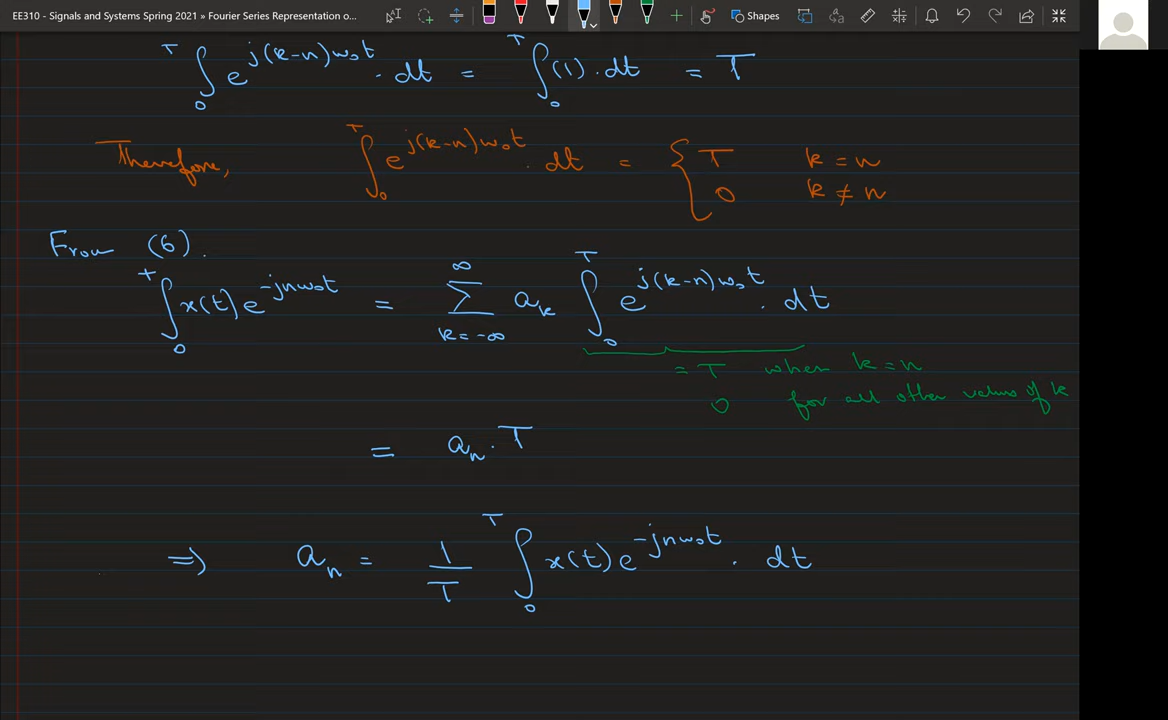 EE310 - Signals and Systems Spring 2021 » Fourier Series Representation o...
Shapes
∫₀ᵀ e^{j(k-n)ω₀t} · dt = ∫₀ᵀ (1) · dt = T
Therefore, ∫₀ᵀ e^{j(k-n)ω₀t} · dt = { T k = n
0 k ≠ n
From (6).
∫₀ᵀ x(t) e^{-jnω₀t} = ∑_{k=-∞}^{∞} a_k ∫₀ᵀ e^{j(k-n)ω₀t} · dt
= T when k = n
0 for all other values of k
= a_n · T
⇒ a_n = 1/T ∫₀ᵀ x(t) e^{-jnω₀t} · dt